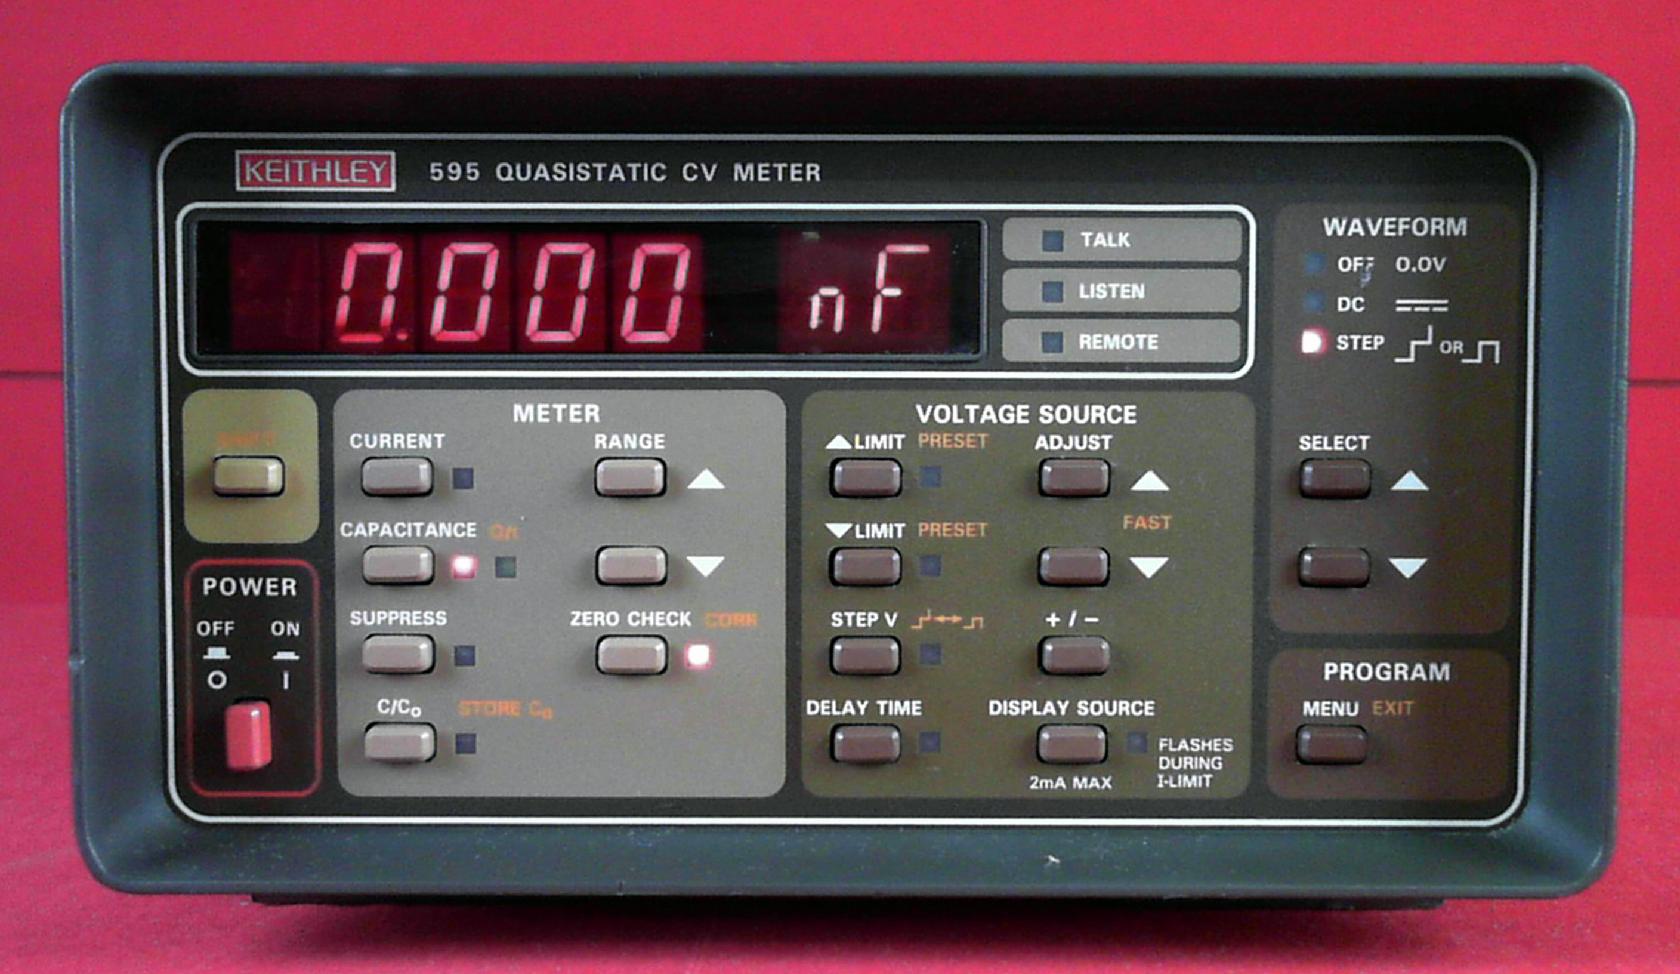 KEITHLEY 595 QUASISTATIC CV METER
0.000 nF
TALK
LISTEN
REMOTE
WAVEFORM
OFF 0.0V
DC
STEP OR
SELECT
METER
CURRENT
RANGE
CAPACITANCE
SUPPRESS
ZERO CHECK CORR
C/C₀ STORE C₀
POWER
OFF ON
O I
VOLTAGE SOURCE
▲LIMIT PRESET
ADJUST
▼LIMIT PRESET
FAST
STEP V
+ / −
DELAY TIME
DISPLAY SOURCE
2mA MAX
FLASHES
DURING
I-LIMIT
PROGRAM
MENU EXIT